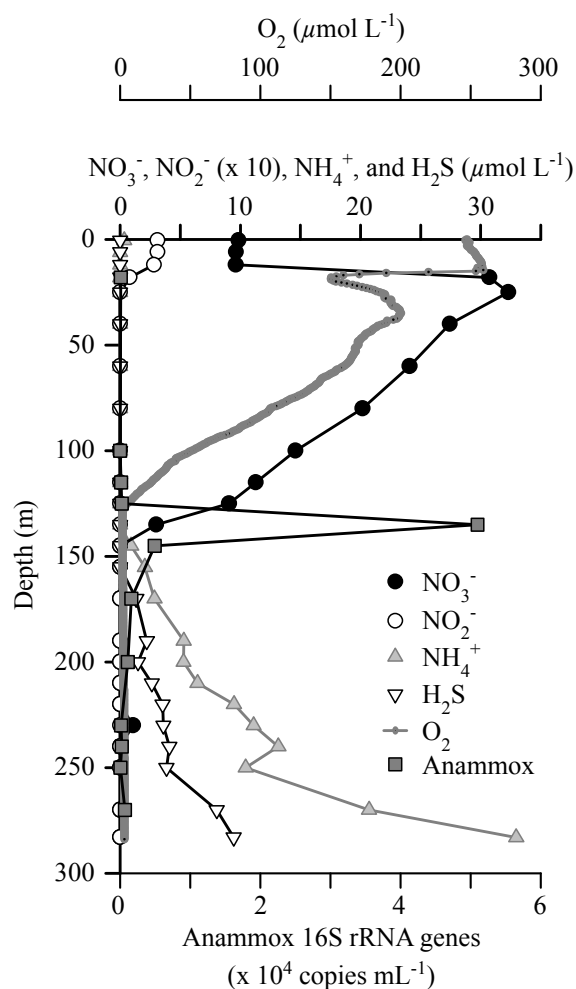 O₂ (µmol L⁻¹)
0 100 200 300
NO₃⁻, NO₂⁻ (x 10), NH₄⁺, and H₂S (µmol L⁻¹)
0 10 20 30
0
50
100
150
200
250
300
Depth (m)
NO₃⁻
NO₂⁻
NH₄⁺
H₂S
O₂
Anammox
0 2 4 6
Anammox 16S rRNA genes
(x 10⁴ copies mL⁻¹)